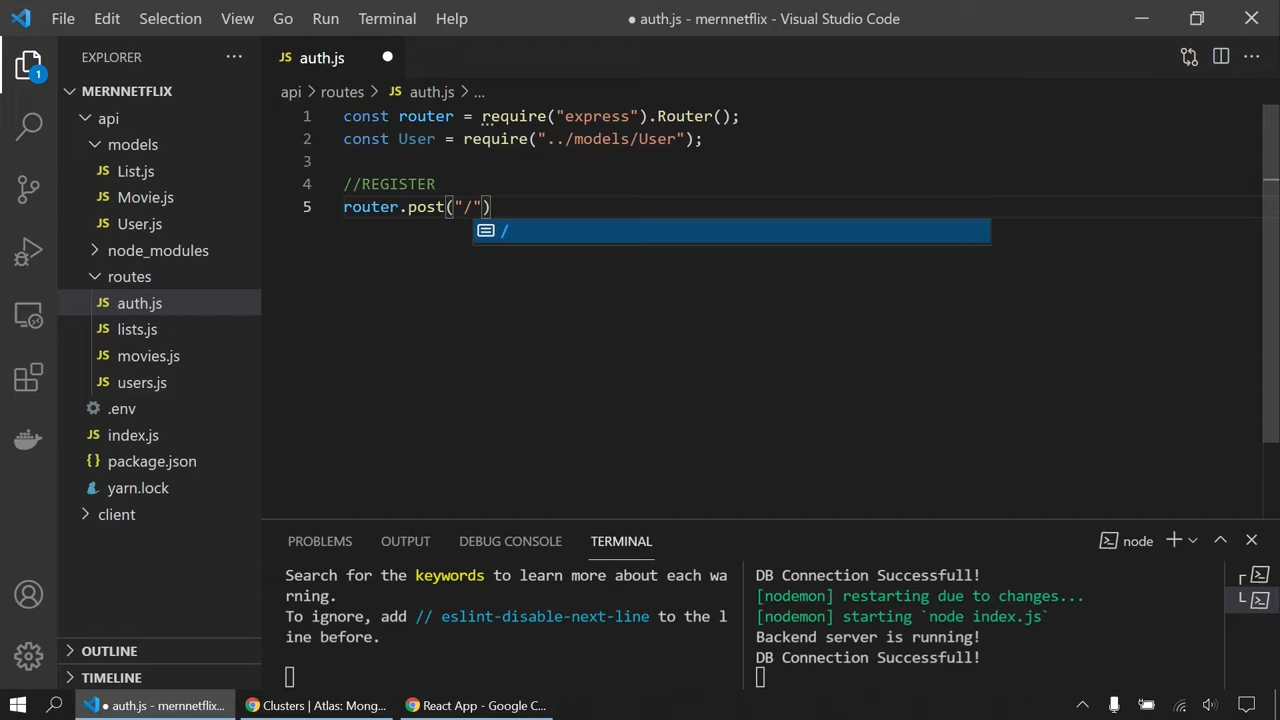 File Edit Selection View Go Run Terminal Help
● auth.js - mernnetflix - Visual Studio Code
EXPLORER
JS auth.js
MERNNETFLIX
api > routes > JS auth.js > ...
api
models
JS List.js
JS Movie.js
JS User.js
node_modules
routes
JS auth.js
JS lists.js
JS movies.js
JS users.js
.env
JS index.js
{} package.json
yarn.lock
client
OUTLINE
TIMELINE
1
1 const router = require("express").Router();
2 const User = require("../models/User");
3
4 //REGISTER
5 router.post("/")
/
PROBLEMS OUTPUT DEBUG CONSOLE TERMINAL
node
Search for the keywords to learn more about each wa
rning.
To ignore, add // eslint-disable-next-line to the l
ine before.
DB Connection Successfull!
[nodemon] restarting due to changes...
[nodemon] starting `node index.js`
Backend server is running!
DB Connection Successfull!
● auth.js - mernnetflix...
Clusters | Atlas: Mong...
React App - Google C...